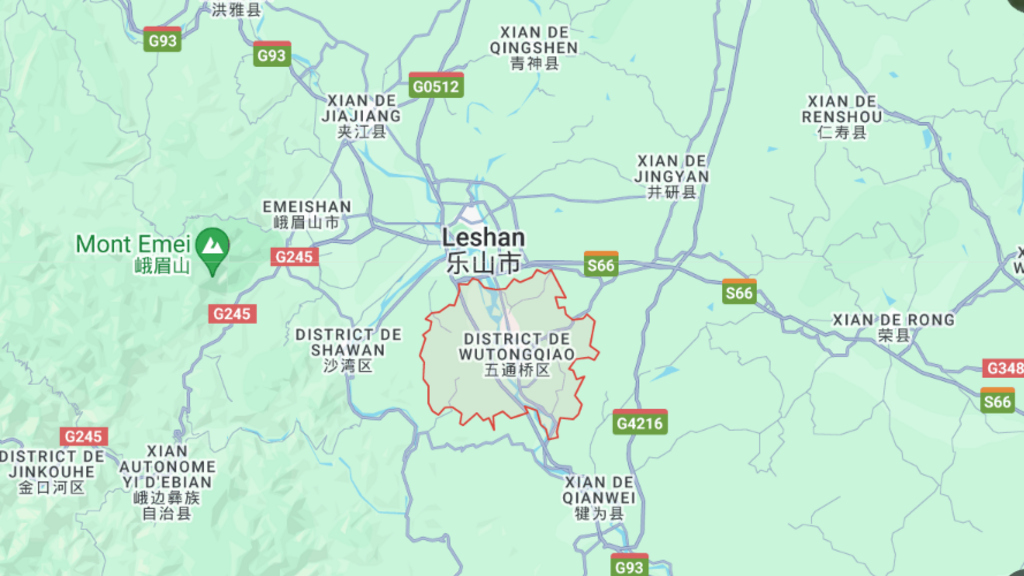 洪雅县
G93
G93
XIAN DE
QINGSHEN
青神县
G0512
XIAN DE
JIAJIANG
夹江县
XIAN DE
RENSHOU
仁寿县
XIAN DE
JINGYAN
井研县
EMEISHAN
峨眉山市
Mont Emei
峨眉山
G245
Leshan
乐山市
S66
S66
G245
DISTRICT DE
SHAWAN
沙湾区
DISTRICT DE
WUTONGQIAO
五通桥区
XIAN DE RONG
荣县
G348
S66
G4216
G245
DISTRICT DE
JINKOUHE
金口河区
XIAN
AUTONOME
YI D'EBIAN
峨边彝族
自治县
XIAN DE
QIANWEI
犍为县
G93